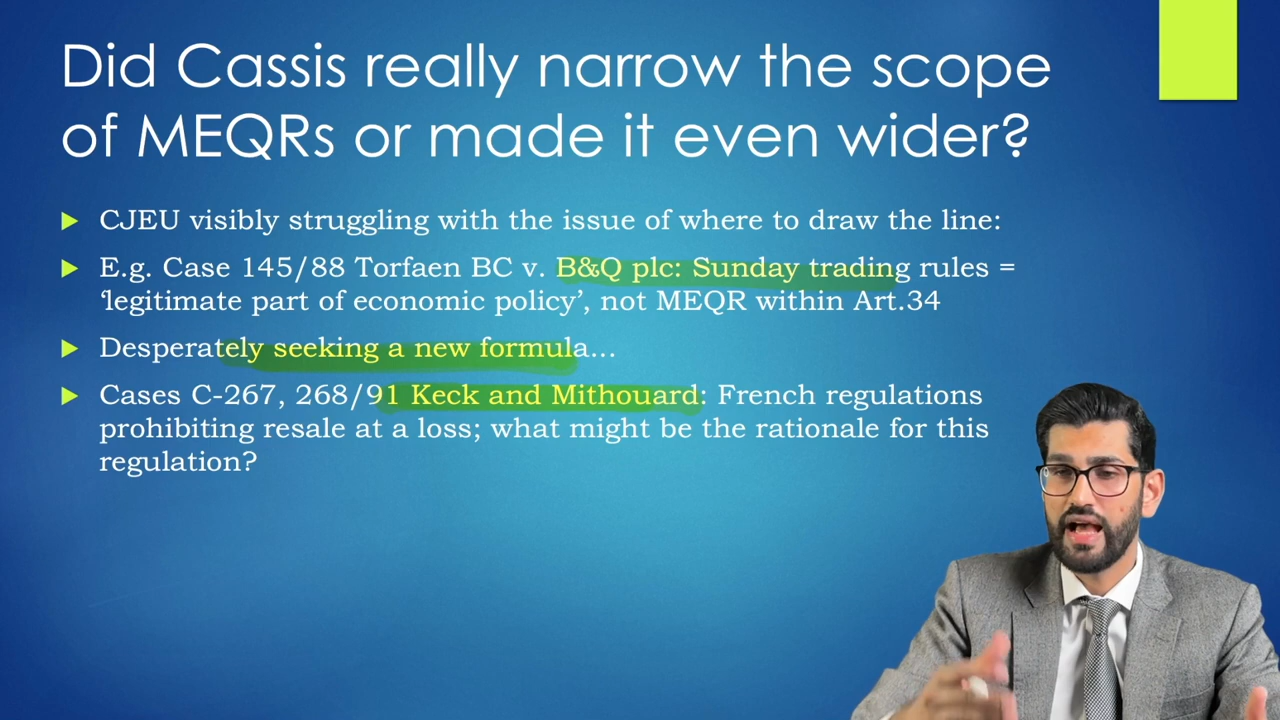 Did Cassis really narrow the scope
of MEQRs or made it even wider?
CJEU visibly struggling with the issue of where to draw the line:
E.g. Case 145/88 Torfaen BC v. B&Q plc: Sunday trading rules =
‘legitimate part of economic policy’, not MEQR within Art.34
Desperately seeking a new formula...
Cases C-267, 268/91 Keck and Mithouard: French regulations
prohibiting resale at a loss; what might be the rationale for this
regulation?